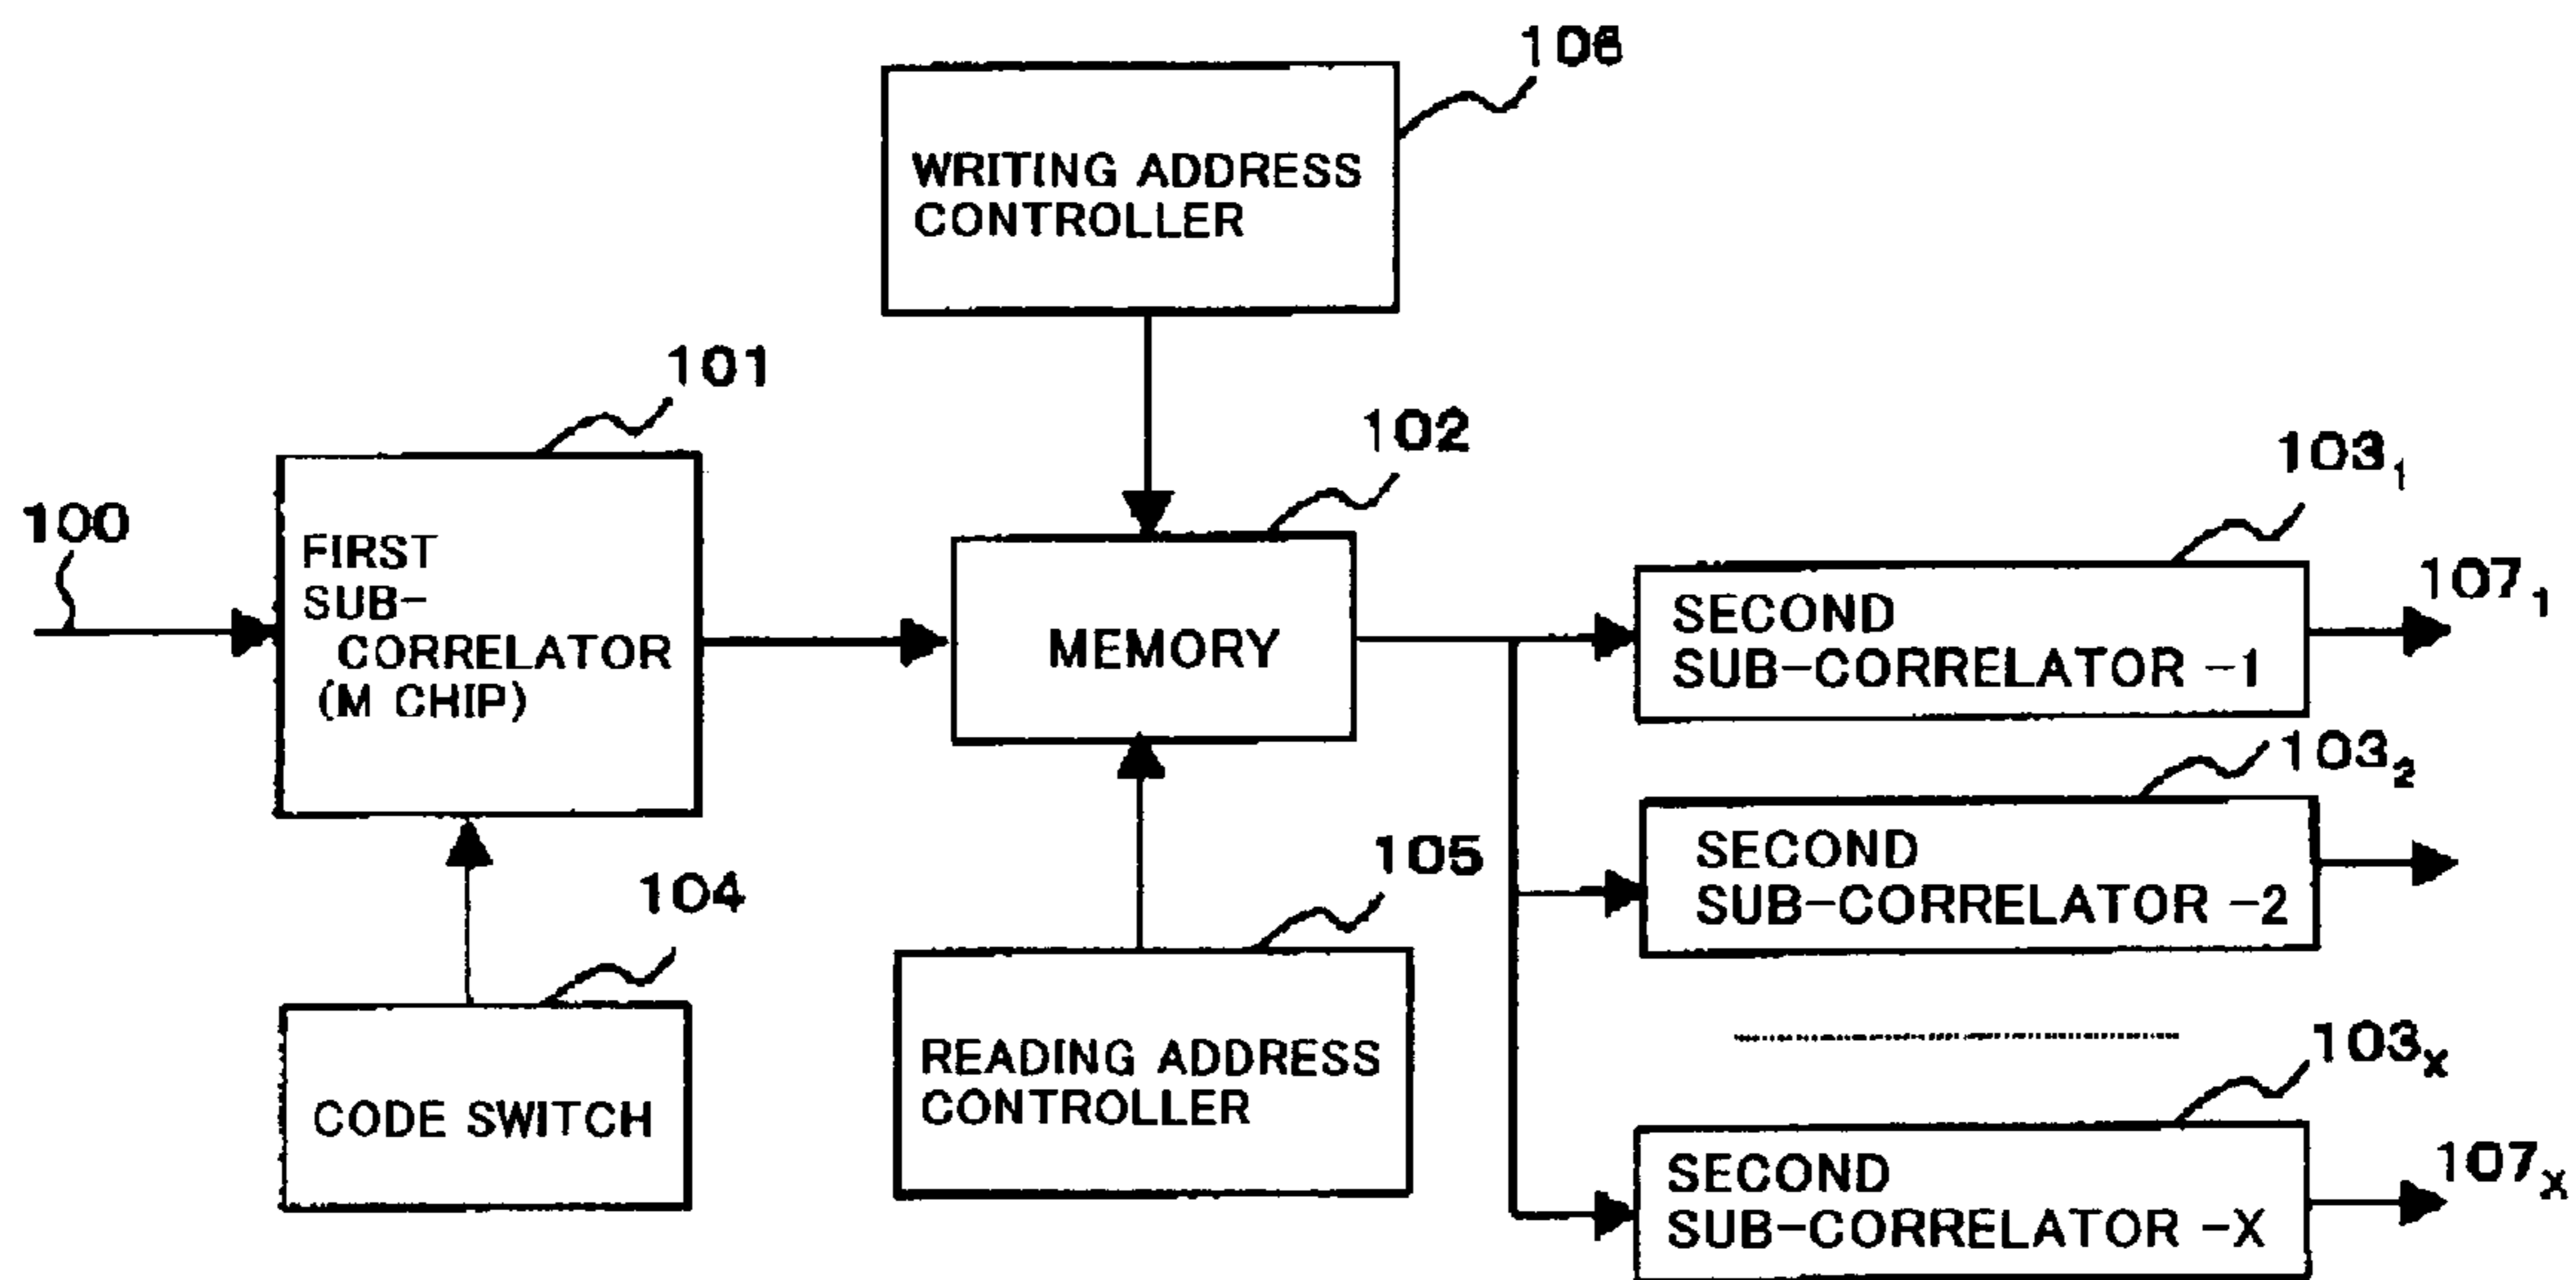 106
WRITING ADDRESS
CONTROLLER
101
102
103₁
100
FIRST
SUB-
CORRELATOR
(M CHIP)
MEMORY
SECOND
SUB-CORRELATOR -1
107₁
103₂
SECOND
SUB-CORRELATOR -2
104
105
CODE SWITCH
READING ADDRESS
CONTROLLER
103ₓ
SECOND
SUB-CORRELATOR -X
107ₓ